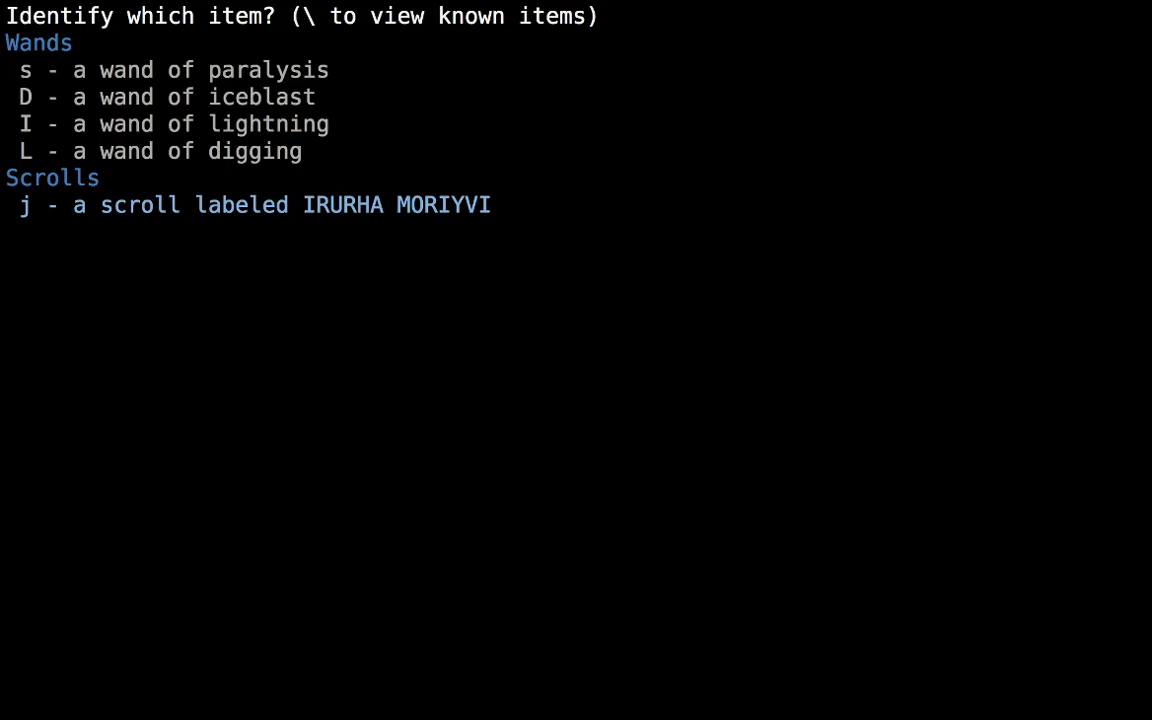 Identify which item? (\ to view known items)
Wands
s - a wand of paralysis
D - a wand of iceblast
I - a wand of lightning
L - a wand of digging
Scrolls
j - a scroll labeled IRURHA MORIYVI